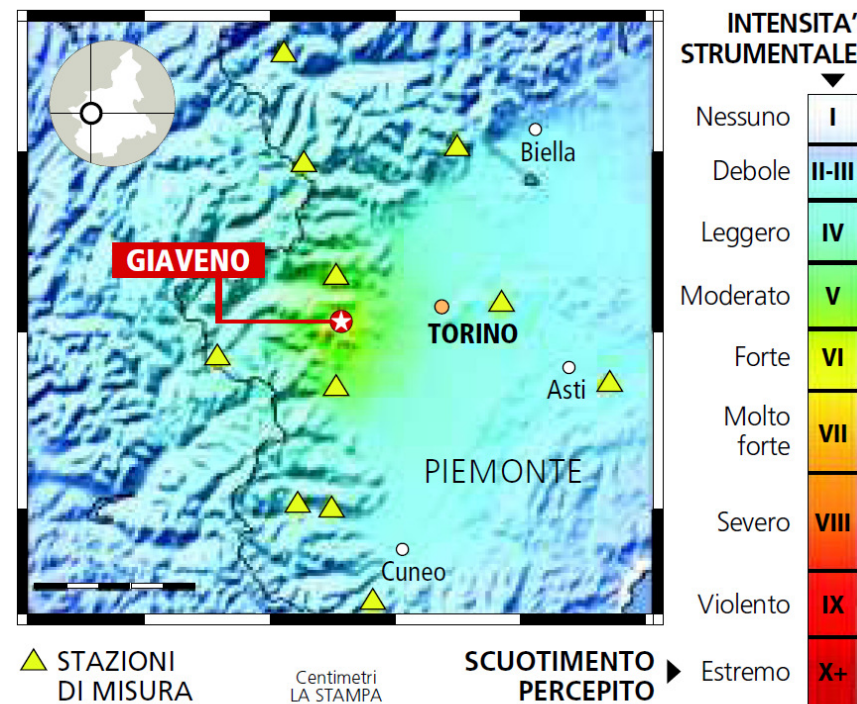 INTENSITA’
STRUMENTALE
Nessuno I
Debole II-III
Leggero IV
Moderato V
Forte VI
Molto
forte VII
Severo VIII
Violento IX
Estremo X+
Biella
GIAVENO
TORINO
Asti
PIEMONTE
Cuneo
STAZIONI
DI MISURA
Centimetri
LA STAMPA
SCUOTIMENTO
PERCEPITO